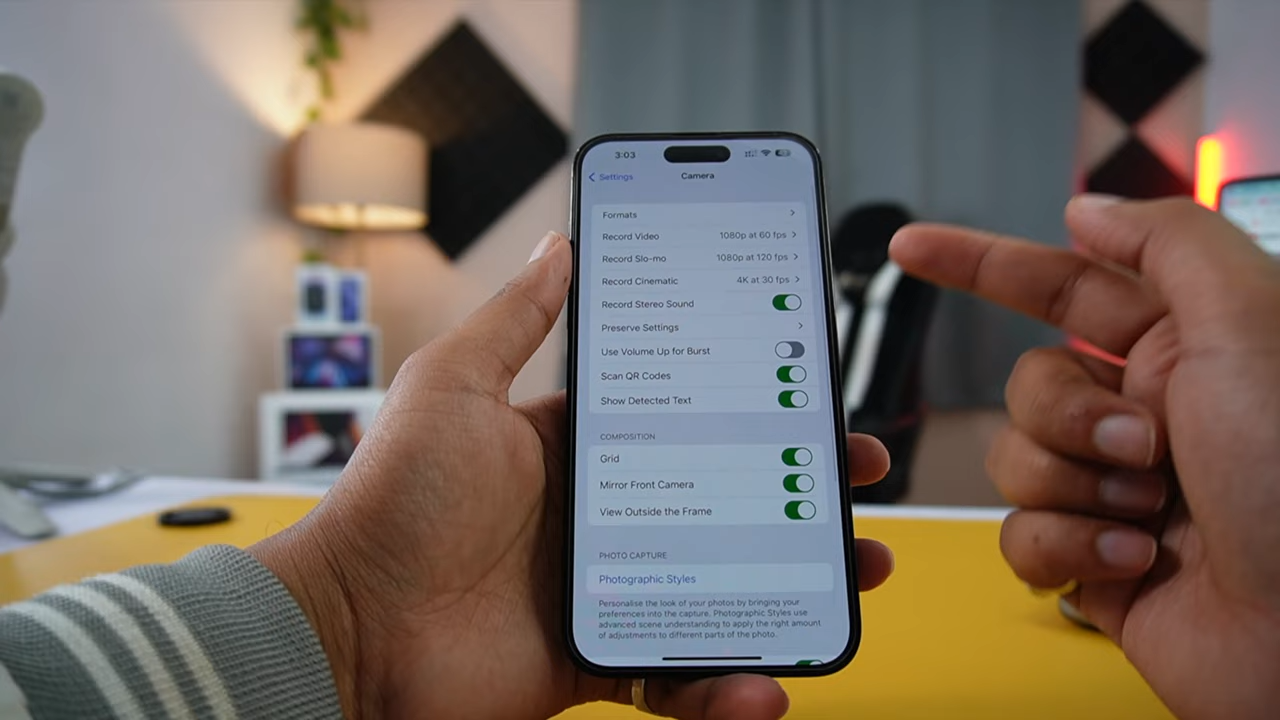 3:03
Settings
Camera
Formats
Record Video 1080p at 60 fps
Record Slo-mo 1080p at 120 fps
Record Cinematic 4K at 30 fps
Record Stereo Sound
Preserve Settings
Use Volume Up for Burst
Scan QR Codes
Show Detected Text
COMPOSITION
Grid
Mirror Front Camera
View Outside the Frame
PHOTO CAPTURE
Photographic Styles
Personalise the look of your photos by bringing your
preferences into the capture. Photographic Styles use
advanced scene understanding to apply the right amount
of adjustments to different parts of the photo.